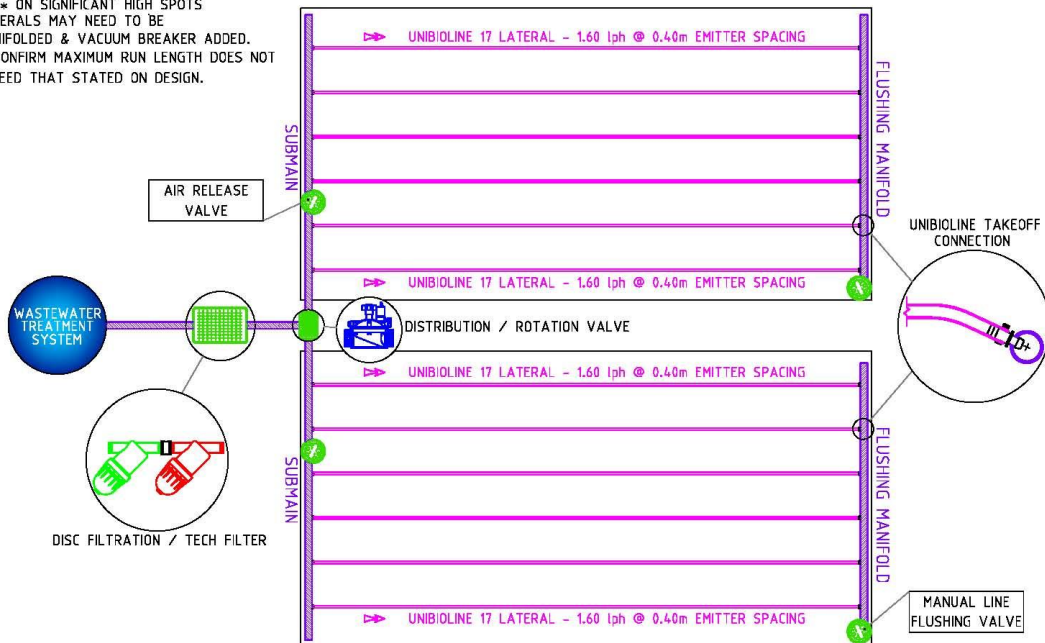 * ON SIGNIFICANT HIGH SPOTS
MAY NEED TO BE
& VACUUM BREAKER ADDED.
MAXIMUM RUN LENGTH DOES NOT
THAT STATED ON DESIGN.
UNIBIOLINE 17 LATERAL - 1.60 lph @ 0.40m EMITTER SPACING
SUBMAIN
FLUSHING MANIFOLD
AIR RELEASE
VALVE
UNIBIOLINE TAKEOFF
CONNECTION
UNIBIOLINE 17 LATERAL - 1.60 lph @ 0.40m EMITTER SPACING
WASTEWATER
TREATMENT
SYSTEM
DISTRIBUTION / ROTATION VALVE
UNIBIOLINE 17 LATERAL - 1.60 lph @ 0.40m EMITTER SPACING
SUBMAIN
FLUSHING MANIFOLD
DISC FILTRATION / TECH FILTER
UNIBIOLINE 17 LATERAL - 1.60 lph @ 0.40m EMITTER SPACING
MANUAL LINE
FLUSHING VALVE